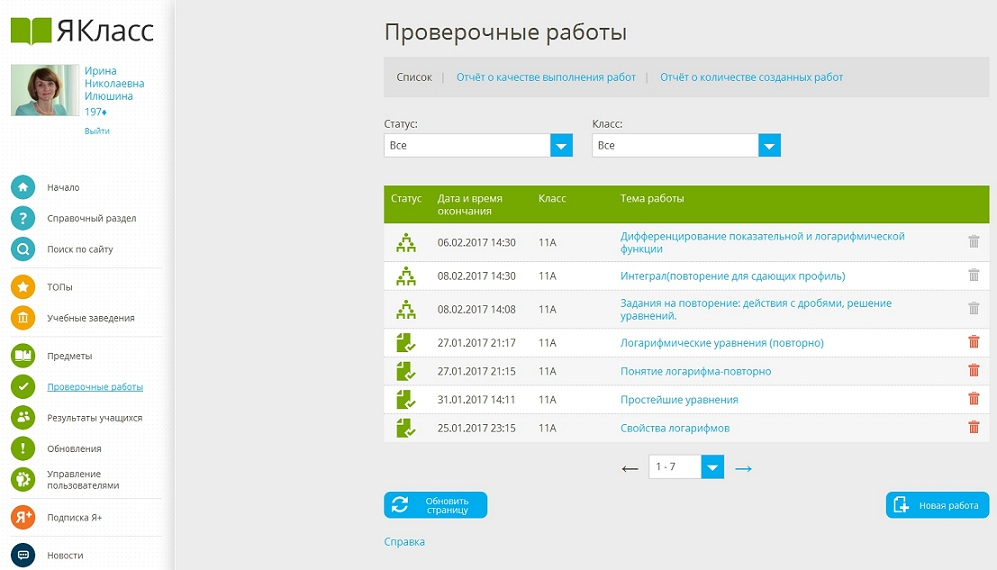 ЯКласс
Ирина
Николаевна
Илюшина
197♦
Выйти
Начало
Справочный раздел
Поиск по сайту
ТОПы
Учебные заведения
Предметы
Проверочные работы
Результаты учащихся
Обновления
Управление
пользователями
Я+
Подписка Я+
Новости
Проверочные работы
Список | Отчёт о качестве выполнения работ | Отчёт о количестве созданных работ
Статус: Класс:
Все Все
Статус Дата и время Класс Тема работы
окончания
06.02.2017 14:30 11А Дифференцирование показательной и логарифмической
функции
08.02.2017 14:30 11А Интеграл(повторение для сдающих профиль)
08.02.2017 14:08 11А Задания на повторение: действия с дробями, решение
уравнений.
27.01.2017 21:17 11А Логарифмические уравнения (повторно)
27.01.2017 21:15 11А Понятие логарифма-повторно
31.01.2017 14:11 11А Простейшие уравнения
25.01.2017 23:15 11А Свойства логарифмов
← 1 - 7 →
Обновить
страницу
Новая работа
Справка